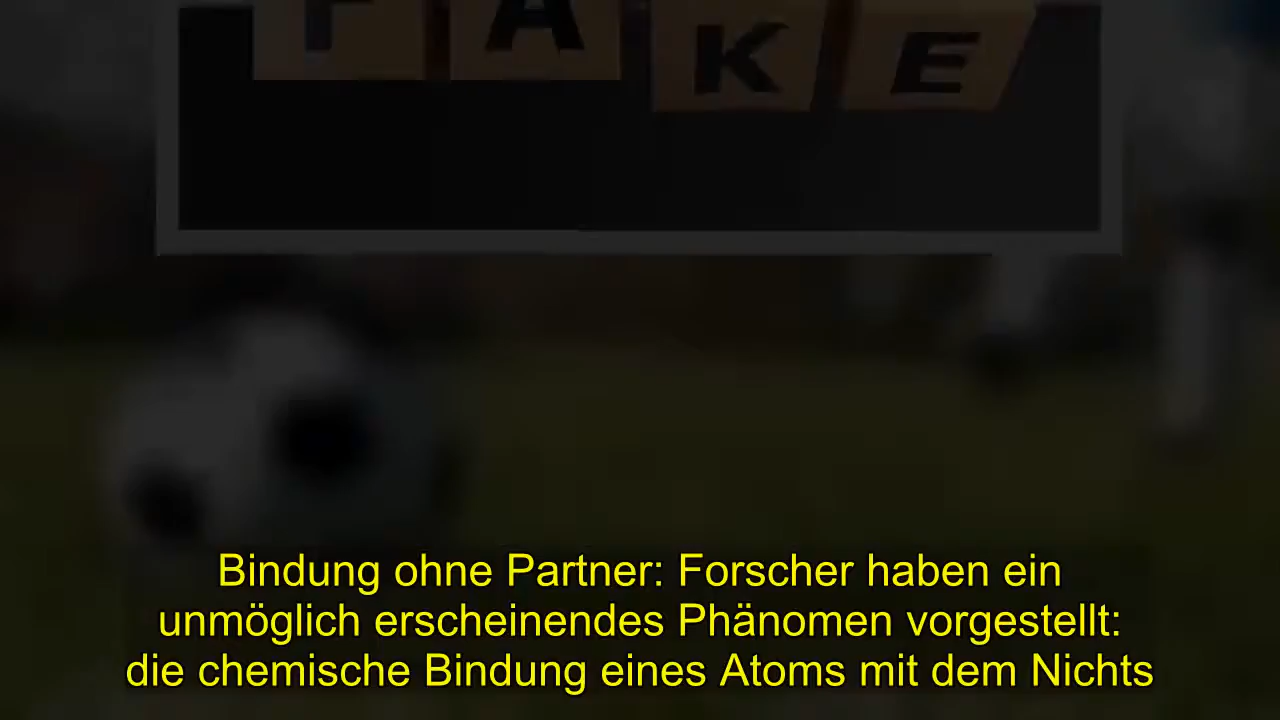 FAKE
Bindung ohne Partner: Forscher haben ein
unmöglich erscheinendes Phänomen vorgestellt:
die chemische Bindung eines Atoms mit dem Nichts